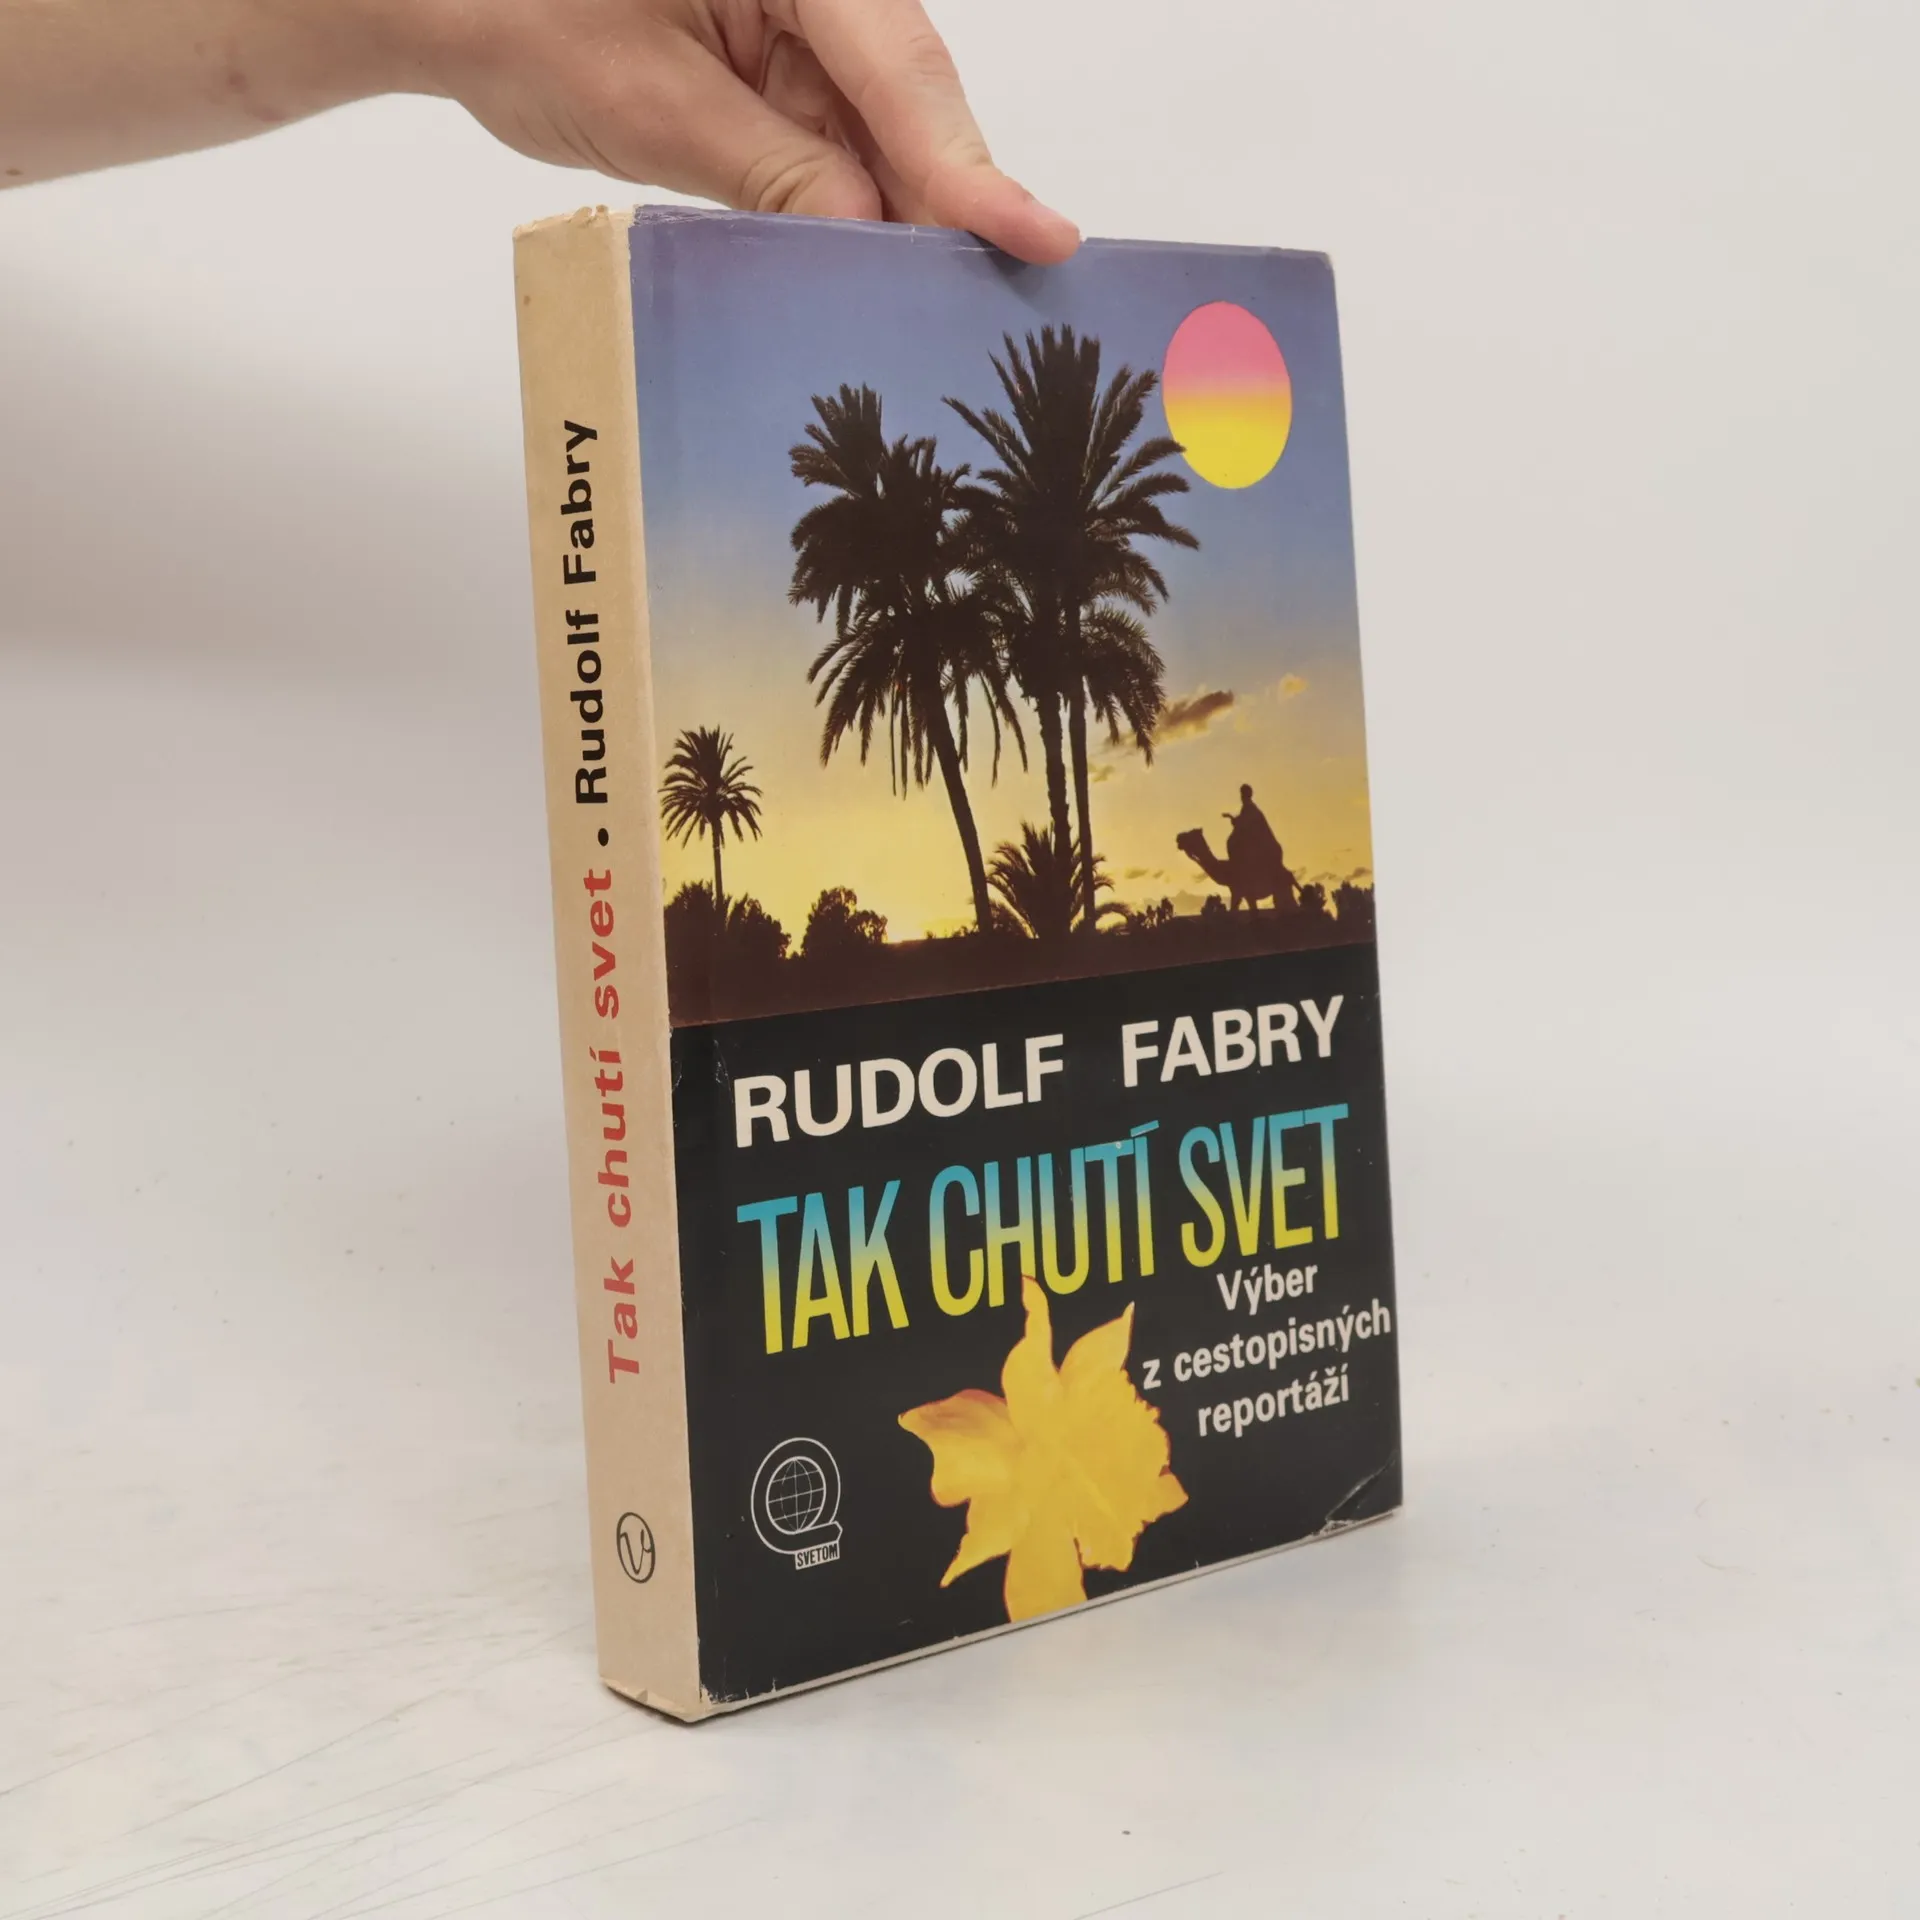 Tak chutí svet • Rudolf Fabry
RUDOLF FABRY
TAK CHUTÍ SVET
Výber
z cestopisných
reportáží
SVETOM